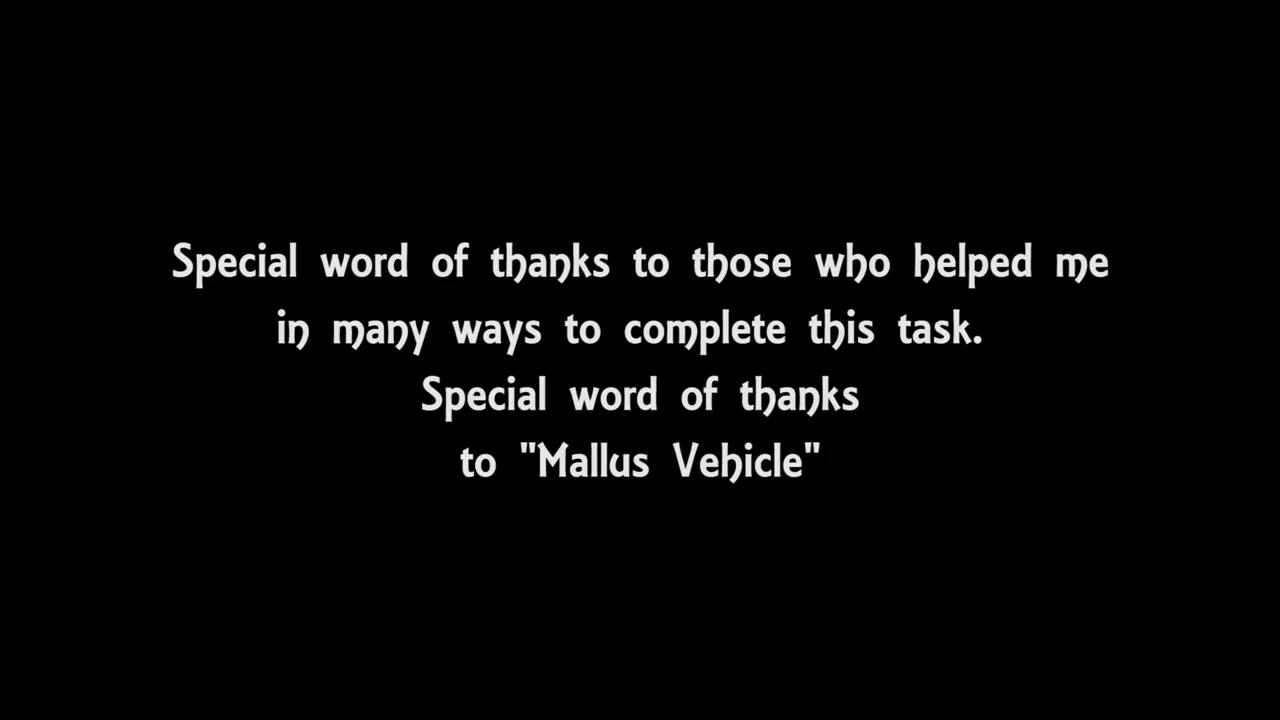 Special word of thanks to those who helped me
in many ways to complete this task.
Special word of thanks
to "Mallus Vehicle"